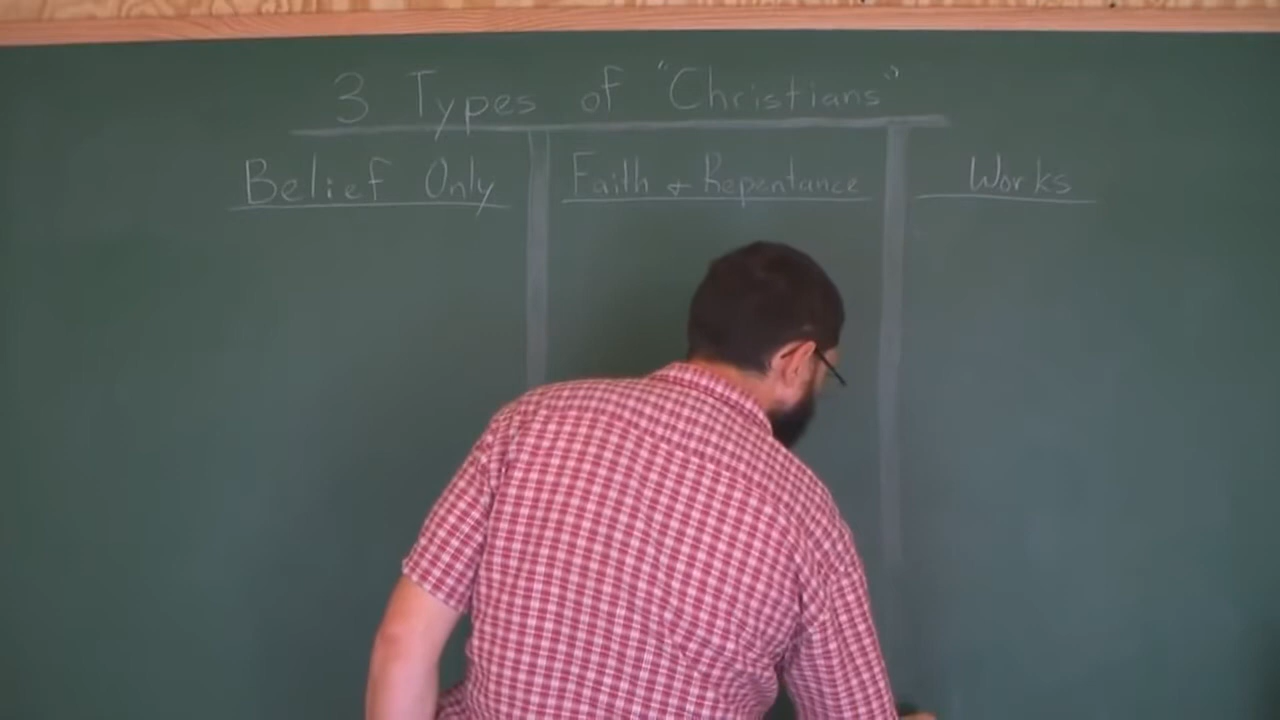 3 Types of "Christians"
Belief Only
Faith & Repentance
Works